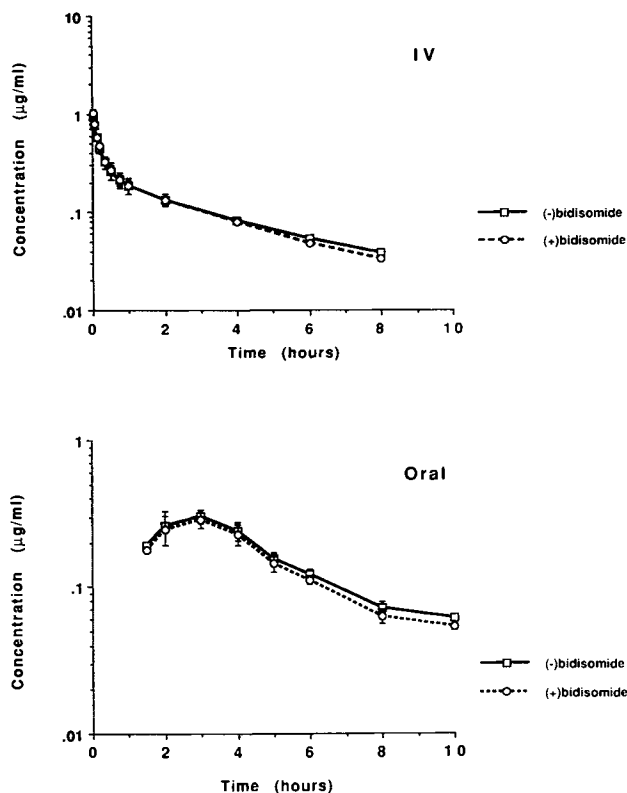 IV
Concentration (µg/ml)
10
1
.1
.01
0 2 4 6 8 10
Time (hours)
(-)bidisomide
(+)bidisomide
Oral
Concentration (µg/ml)
1
.1
.01
0 2 4 6 8 10
Time (hours)
(-)bidisomide
(+)bidisomide